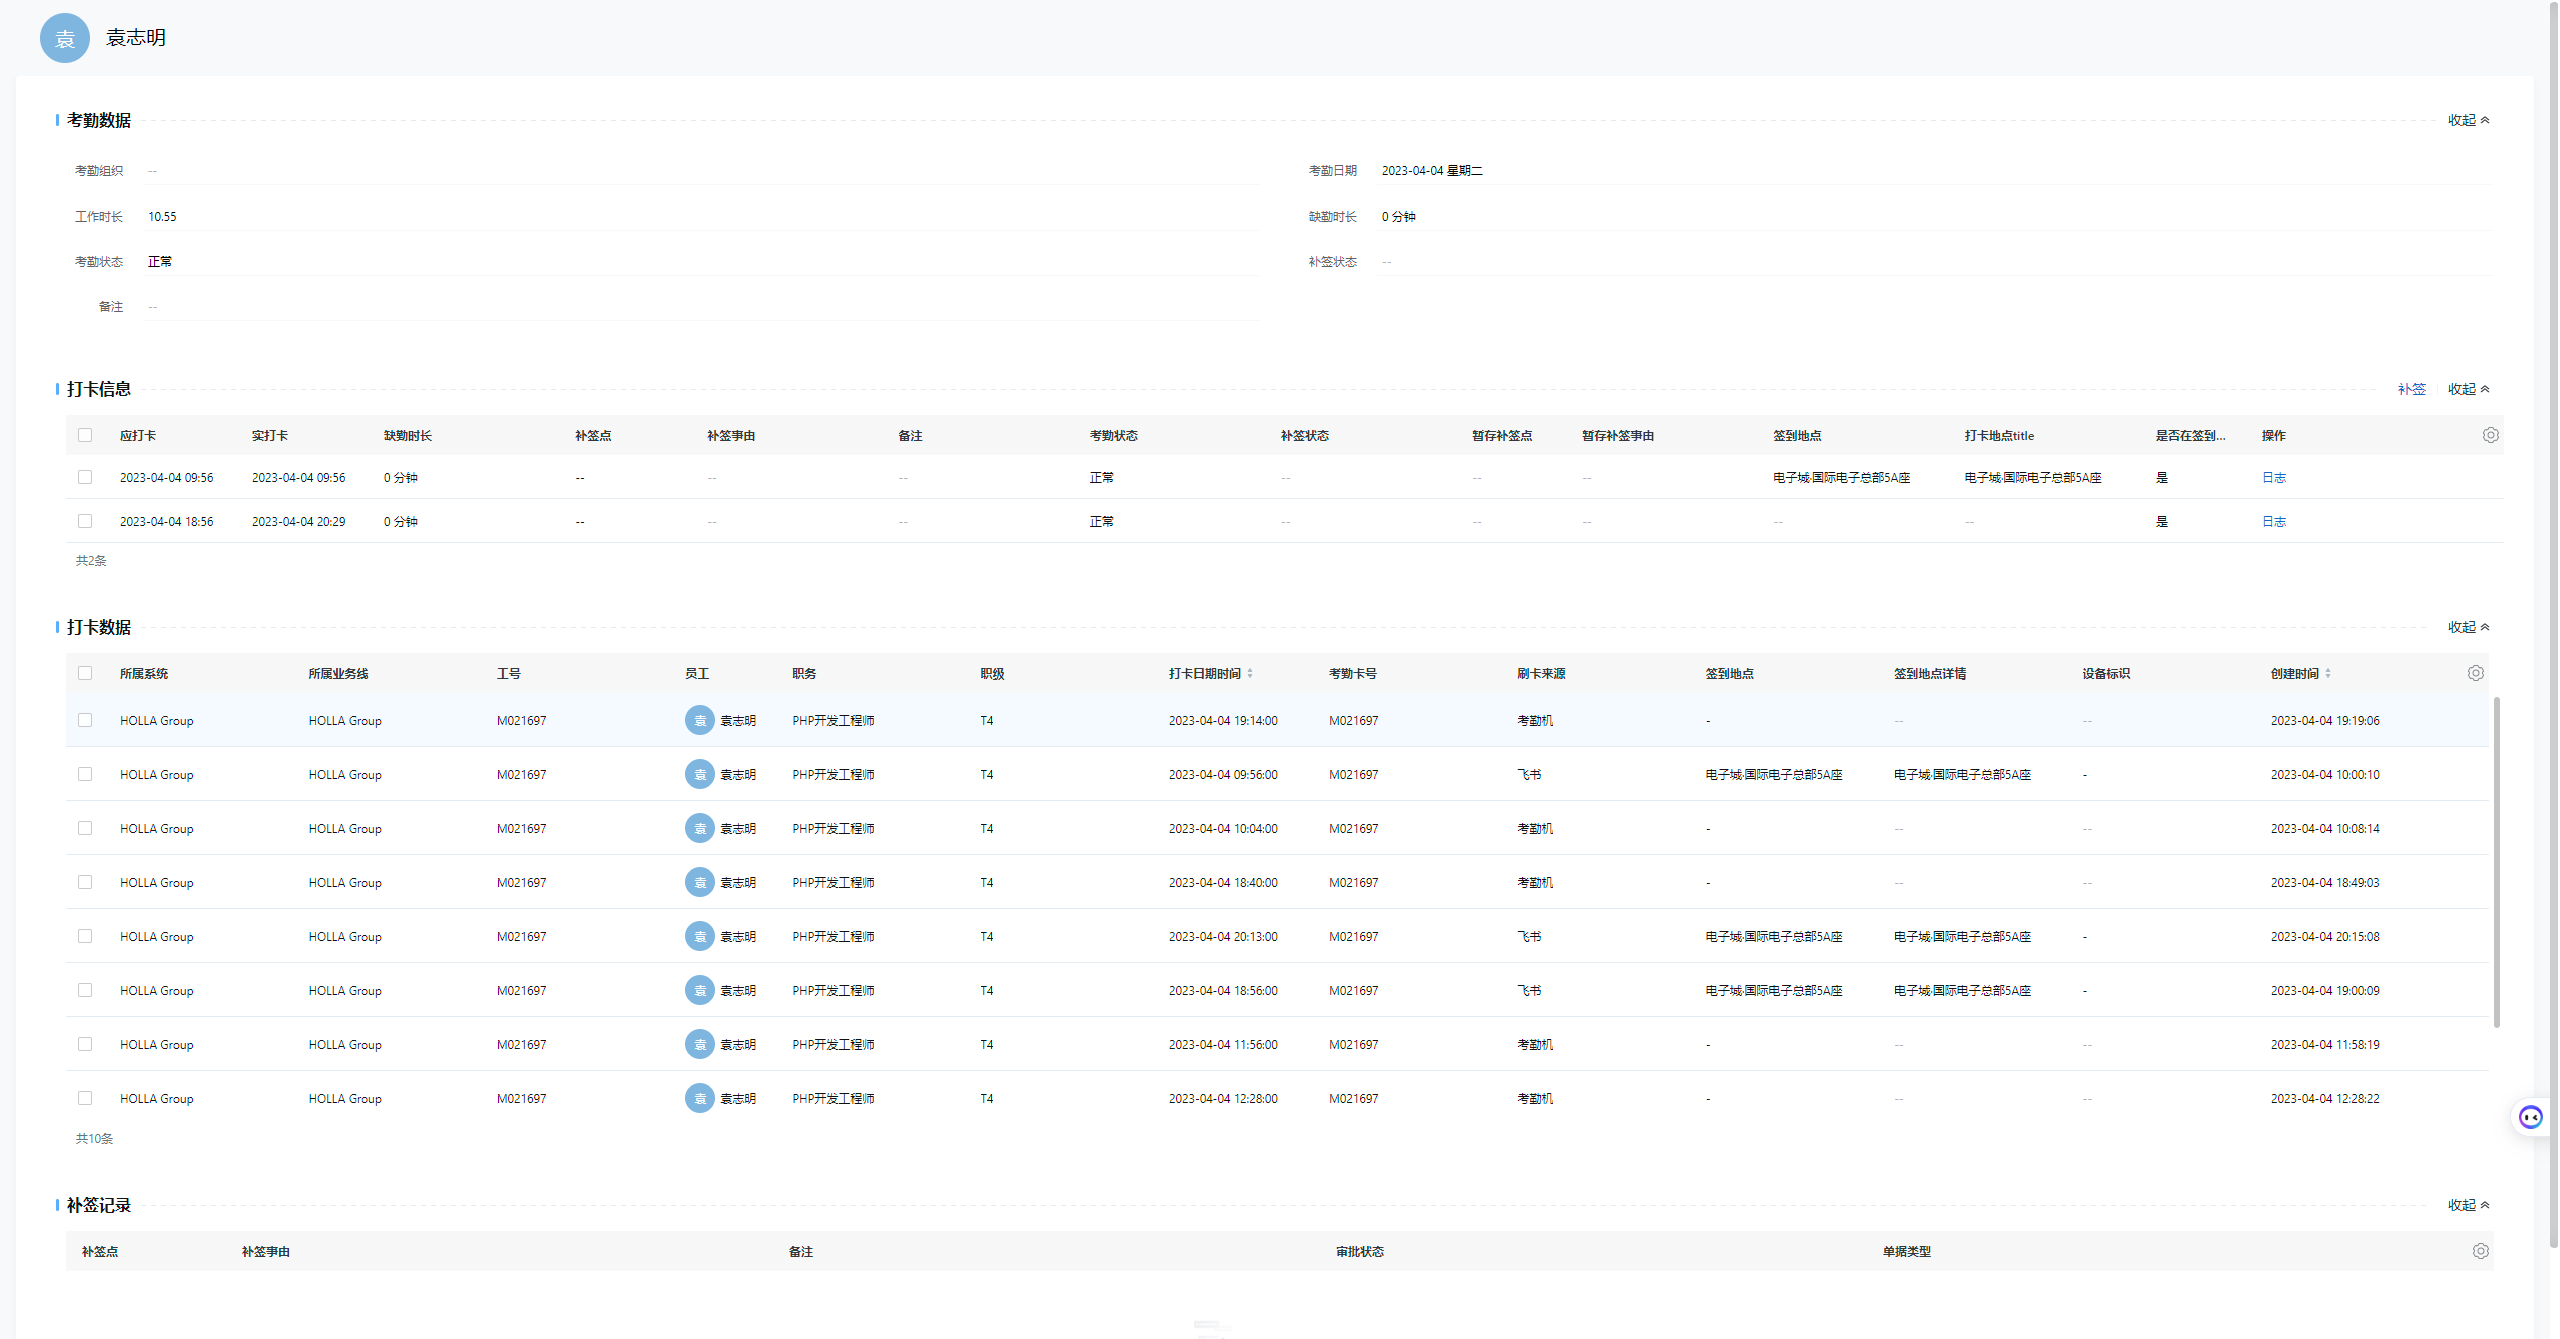 袁 袁志明
考勤数据 收起
考勤组织 -- 考勤日期 2023-04-04 星期二
工作时长 10.55 缺勤时长 0 分钟
考勤状态 正常 补签状态 --
备注 --
打卡信息 补签 收起
应打卡 实打卡 缺勤时长 补签点 补签事由 备注 考勤状态 补签状态 暂存补签点 暂存补签事由 签到地点 打卡地点title 是否在签到... 操作
2023-04-04 09:56 2023-04-04 09:56 0 分钟 -- -- -- 正常 -- -- -- 电子城·国际电子总部5A座 电子城·国际电子总部5A座 是 日志
2023-04-04 18:56 2023-04-04 20:29 0 分钟 -- -- -- 正常 -- -- -- -- -- 是 日志
共2条
打卡数据 收起
所属系统 所属业务线 工号 员工 职务 职级 打卡日期时间 考勤卡号 刷卡来源 签到地点 签到地点详情 设备标识 创建时间
HOLLA Group HOLLA Group M021697 袁 袁志明 PHP开发工程师 T4 2023-04-04 19:14:00 M021697 考勤机 - -- -- 2023-04-04 19:19:06
HOLLA Group HOLLA Group M021697 袁 袁志明 PHP开发工程师 T4 2023-04-04 09:56:00 M021697 飞书 电子城·国际电子总部5A座 电子城·国际电子总部5A座 - 2023-04-04 10:00:10
HOLLA Group HOLLA Group M021697 袁 袁志明 PHP开发工程师 T4 2023-04-04 10:04:00 M021697 考勤机 - -- -- 2023-04-04 10:08:14
HOLLA Group HOLLA Group M021697 袁 袁志明 PHP开发工程师 T4 2023-04-04 18:40:00 M021697 考勤机 - -- -- 2023-04-04 18:49:03
HOLLA Group HOLLA Group M021697 袁 袁志明 PHP开发工程师 T4 2023-04-04 20:13:00 M021697 飞书 电子城·国际电子总部5A座 电子城·国际电子总部5A座 - 2023-04-04 20:15:08
HOLLA Group HOLLA Group M021697 袁 袁志明 PHP开发工程师 T4 2023-04-04 18:56:00 M021697 飞书 电子城·国际电子总部5A座 电子城·国际电子总部5A座 - 2023-04-04 19:00:09
HOLLA Group HOLLA Group M021697 袁 袁志明 PHP开发工程师 T4 2023-04-04 11:56:00 M021697 考勤机 - -- -- 2023-04-04 11:58:19
HOLLA Group HOLLA Group M021697 袁 袁志明 PHP开发工程师 T4 2023-04-04 12:28:00 M021697 考勤机 - -- -- 2023-04-04 12:28:22
共10条
补签记录 收起
补签点 补签事由 备注 审批状态 单据类型